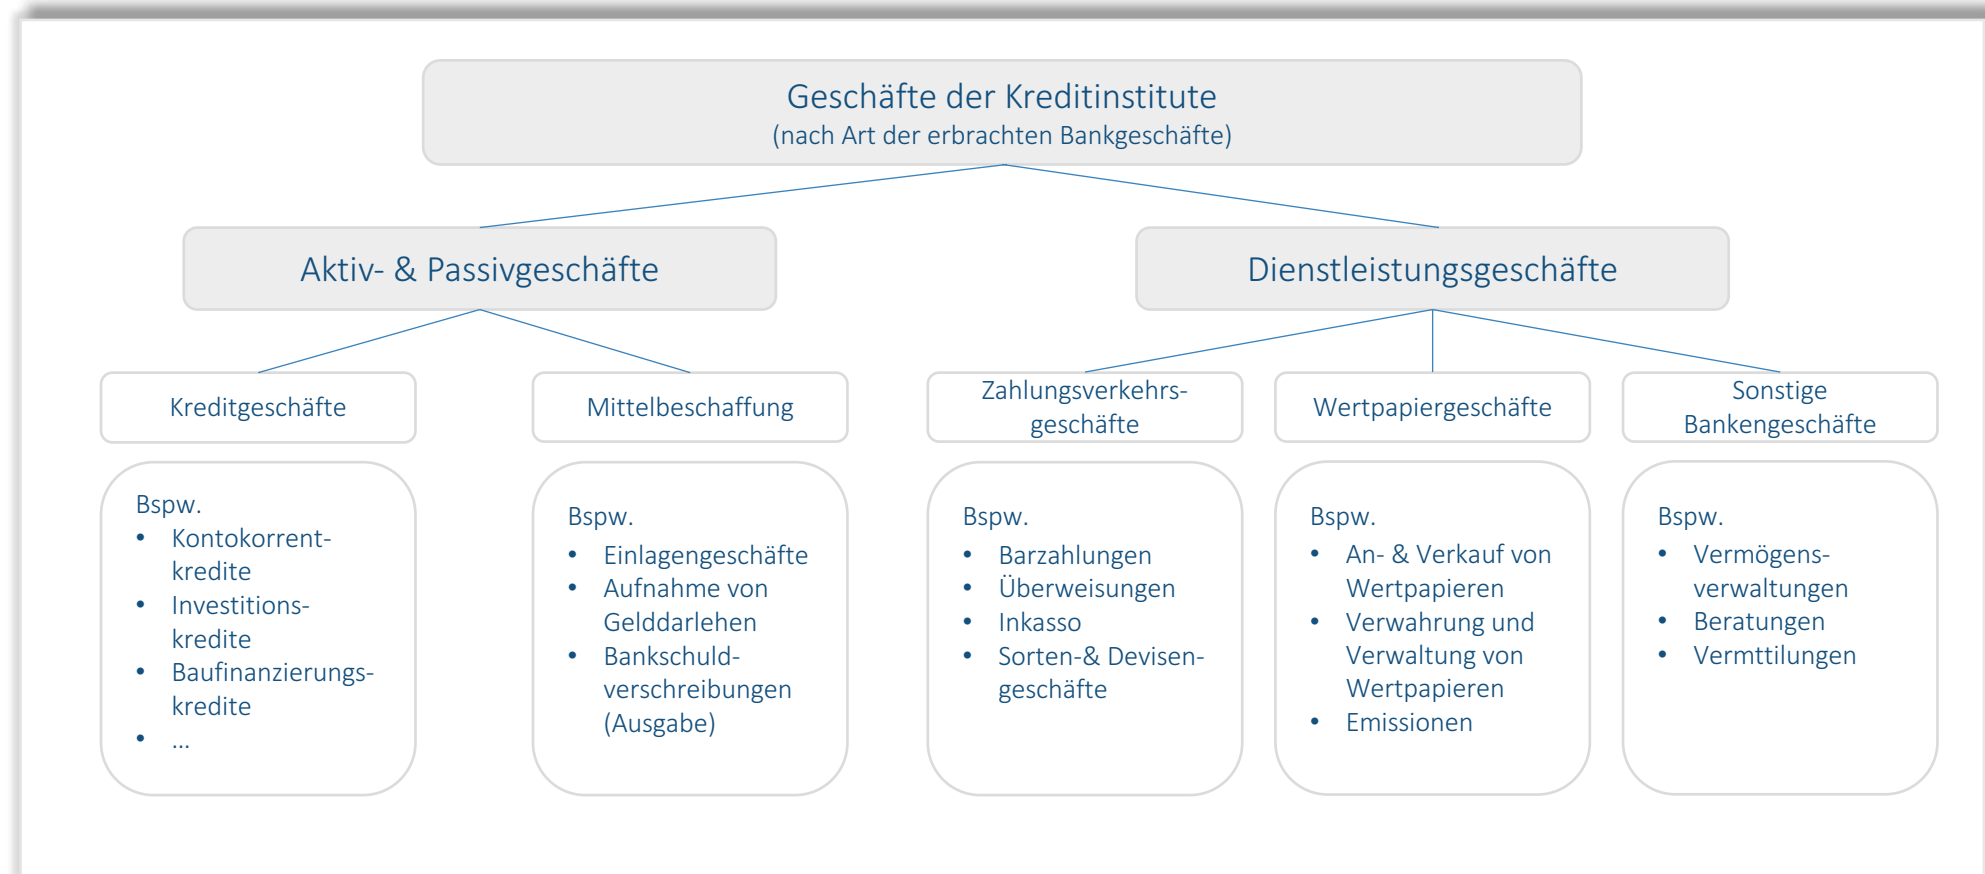 Geschäfte der Kreditinstitute
(nach Art der erbrachten Bankgeschäfte)
Aktiv- & Passivgeschäfte
Dienstleistungsgeschäfte
Kreditgeschäfte
Mittelbeschaffung
Zahlungsverkehrs-
geschäfte
Wertpapiergeschäfte
Sonstige
Bankengeschäfte
Bspw.
• Kontokorrent-
kredite
• Investitions-
kredite
• Baufinanzierungs-
kredite
• ...
Bspw.
• Einlagengeschäfte
• Aufnahme von
Gelddarlehen
• Bankschuld-
verschreibungen
(Ausgabe)
Bspw.
• Barzahlungen
• Überweisungen
• Inkasso
• Sorten-& Devisen-
geschäfte
Bspw.
• An- & Verkauf von
Wertpapieren
• Verwahrung und
Verwaltung von
Wertpapieren
• Emissionen
Bspw.
• Vermögens-
verwaltungen
• Beratungen
• Vermttilungen